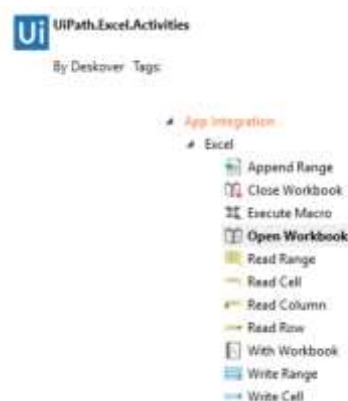 Ui UiPath.Excel.Activities
By Deskover Tags:
App Integration
Excel
Append Range
Close Workbook
Execute Macro
Open Workbook
Read Range
Read Cell
Read Column
Read Row
With Workbook
Write Range
Write Cell